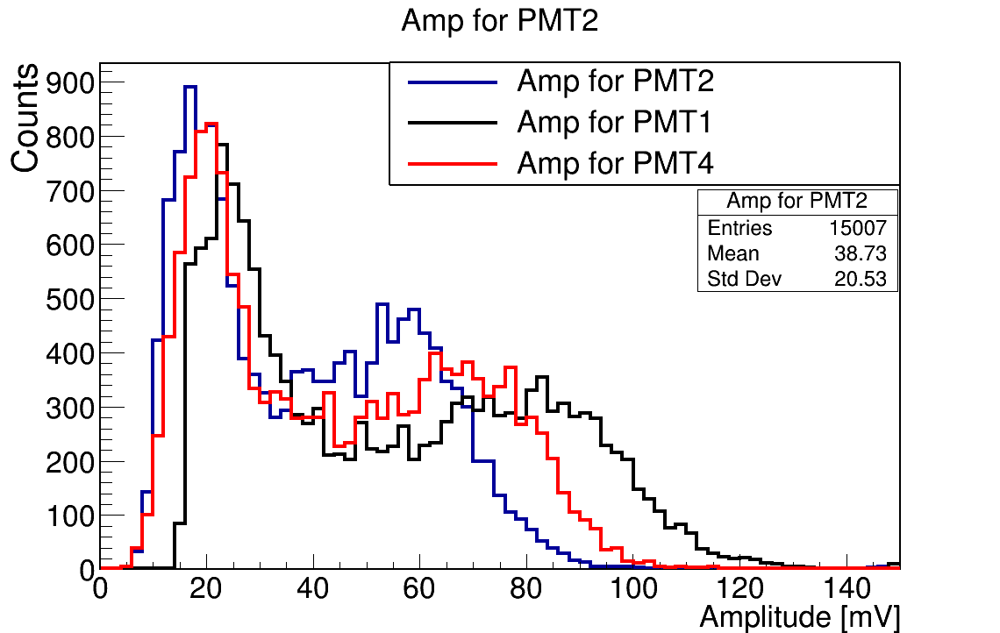 Amp for PMT2
Counts
900
800
700
600
500
400
300
200
100
0
Amp for PMT2
Amp for PMT1
Amp for PMT4
Amp for PMT2
Entries 15007
Mean 38.73
Std Dev 20.53
0 20 40 60 80 100 120 140
Amplitude [mV]